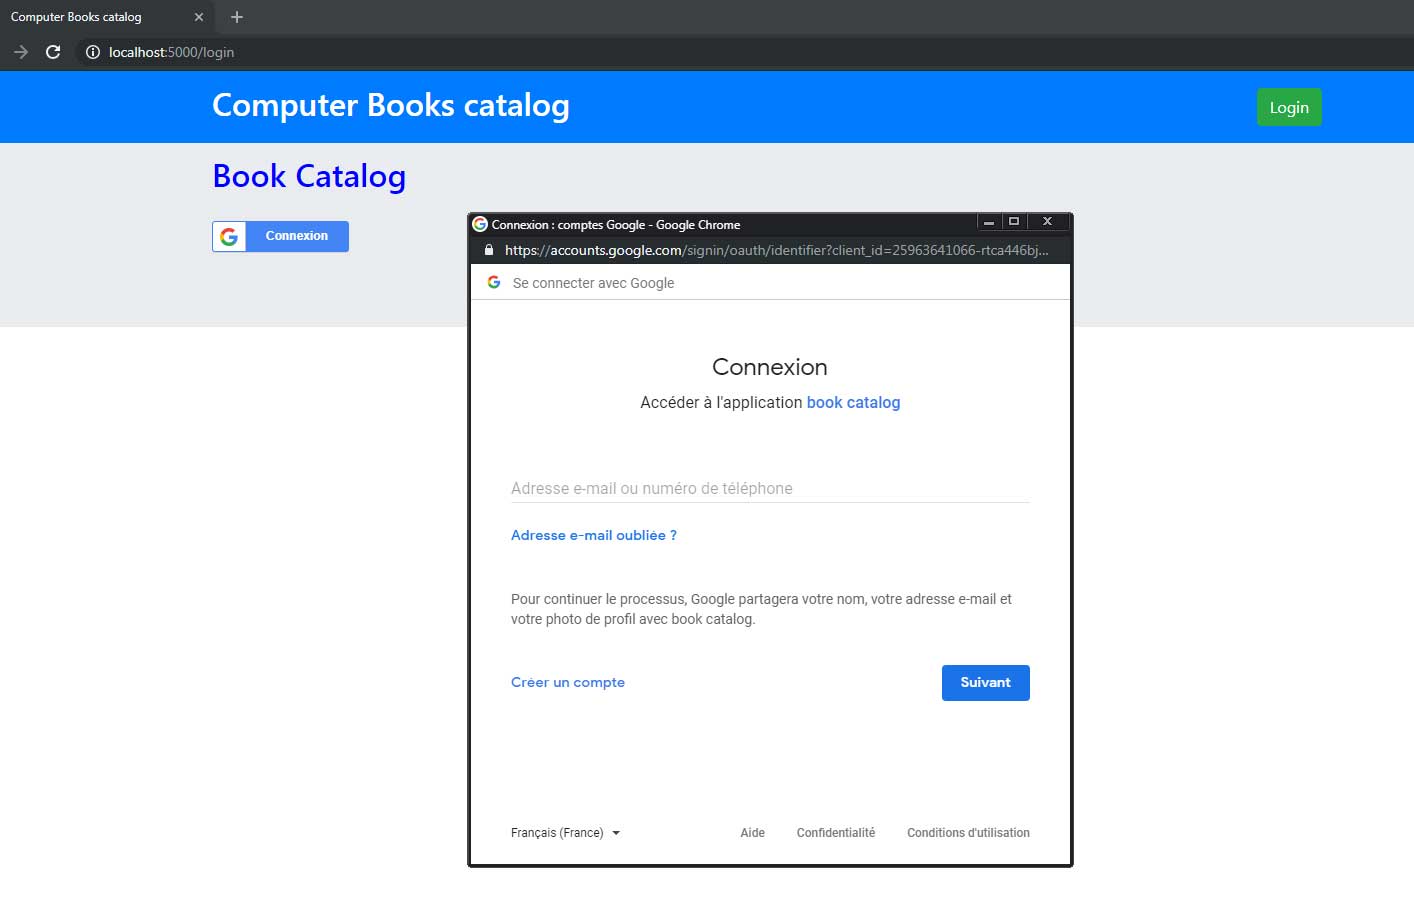 Computer Books catalog
localhost:5000/login
Computer Books catalog
Login
Book Catalog
Connexion
Connexion : comptes Google - Google Chrome
https://accounts.google.com/signin/oauth/identifier?client_id=25963641066-rtca446bj...
Se connecter avec Google
Connexion
Accéder à l'application book catalog
Adresse e-mail ou numéro de téléphone
Adresse e-mail oubliée ?
Pour continuer le processus, Google partagera votre nom, votre adresse e-mail et
votre photo de profil avec book catalog.
Créer un compte
Suivant
Français (France)
Aide
Confidentialité
Conditions d'utilisation